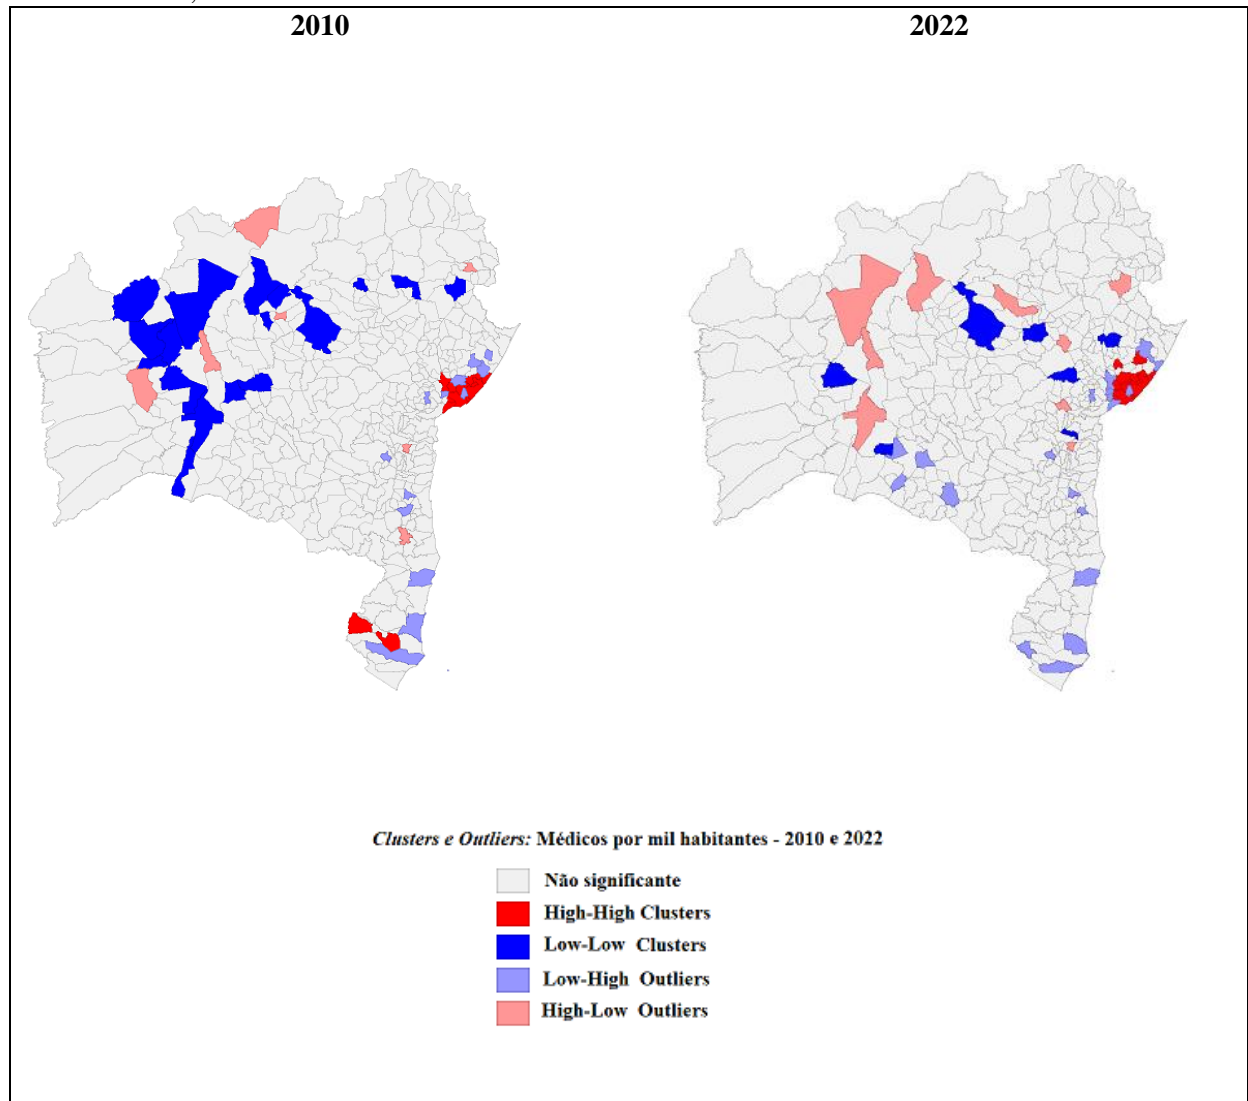 2010
2022
Clusters e Outliers: Médicos por mil habitantes - 2010 e 2022
Não significante
High-High Clusters
Low-Low Clusters
Low-High Outliers
High-Low Outliers